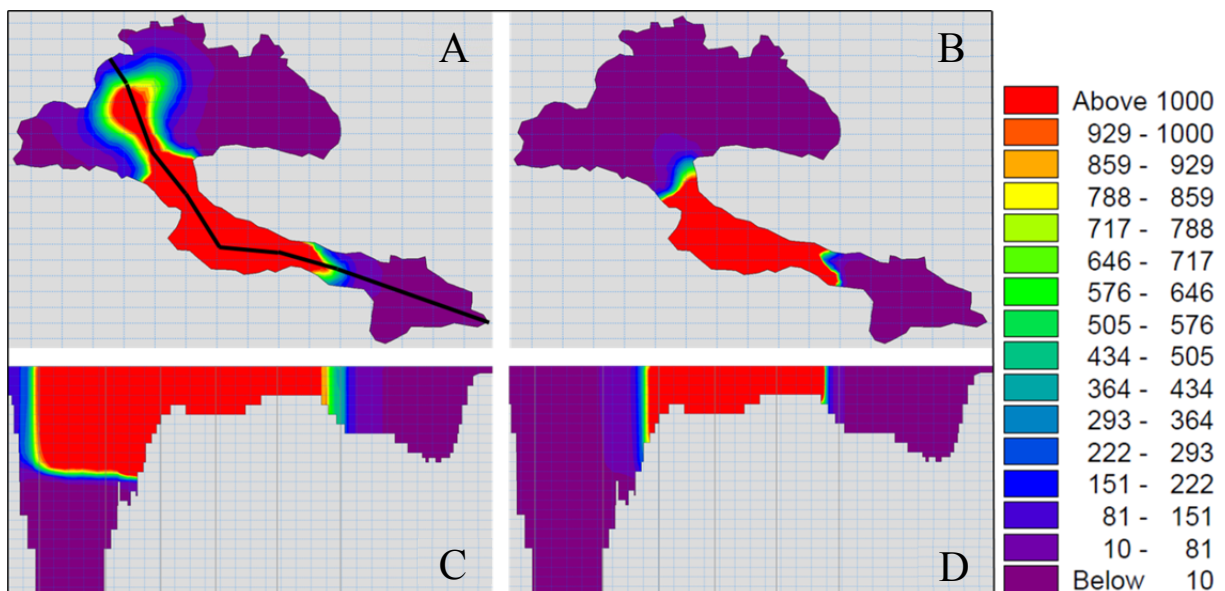 A
B
C
D
Above 1000
929 - 1000
859 - 929
788 - 859
717 - 788
646 - 717
576 - 646
505 - 576
434 - 505
364 - 434
293 - 364
222 - 293
151 - 222
81 - 151
10 - 81
Below 10